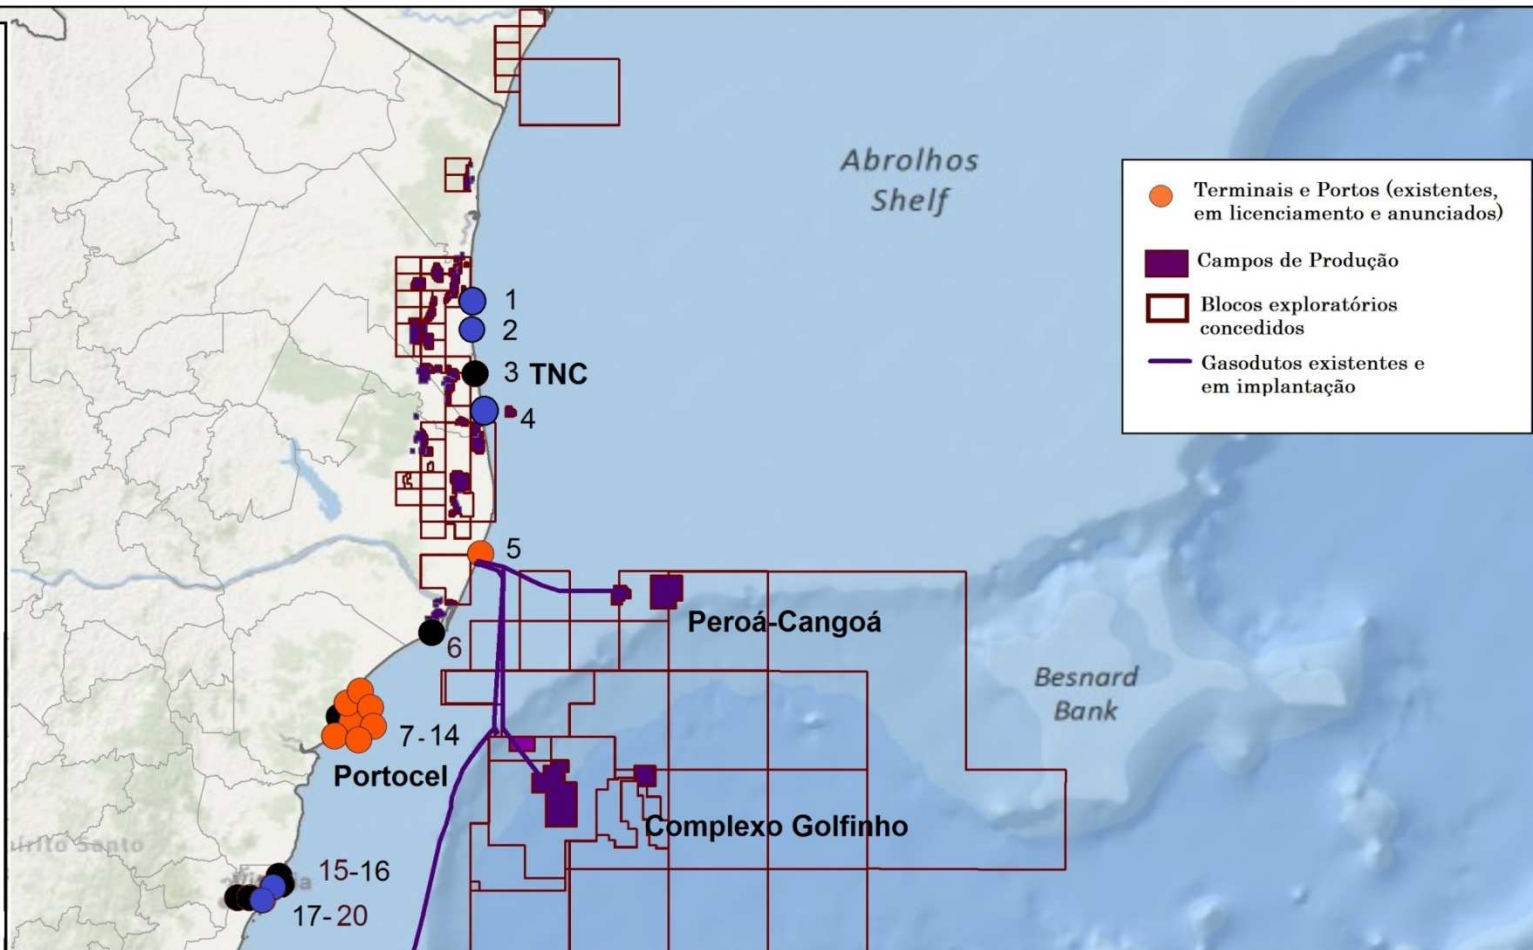 Abrolhos
Shelf
Terminais e Portos (existentes,
em licenciamento e anunciados)
Campos de Produção
Blocos exploratórios
concedidos
Gasodutos existentes e
em implantação
1
2
3 TNC
4
5
Peroá-Cangoá
6
Besnard
Bank
7-14
Portocel
Complexo Golfinho
írito Santo
15-16
17-20